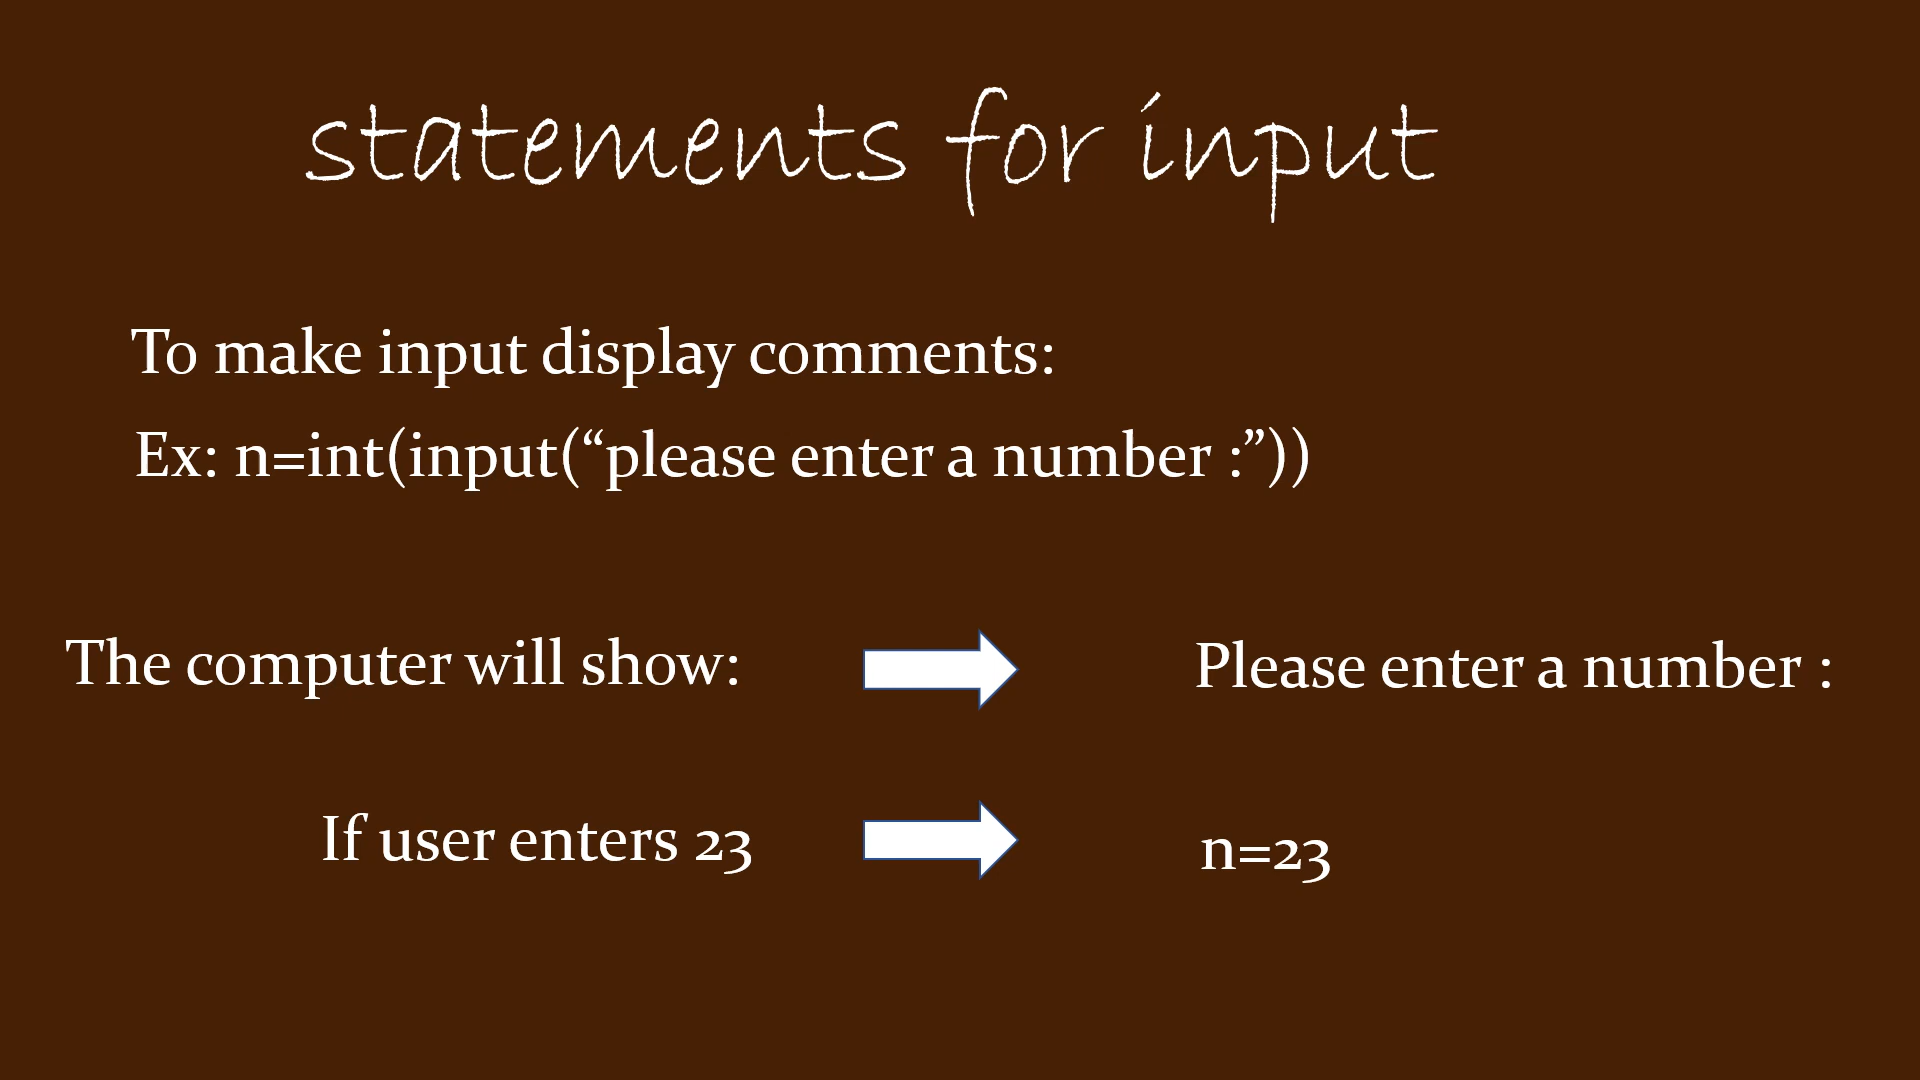 statements for input
To make input display comments:
Ex: n=int(input(“please enter a number :”))
The computer will show:
Please enter a number :
If user enters 23
n=23